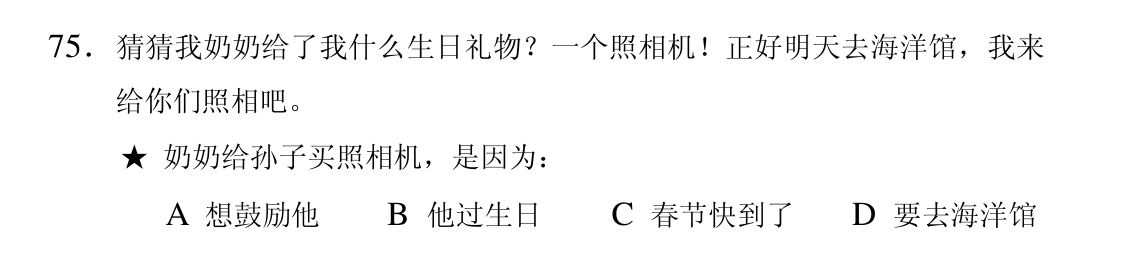 75．猜猜我奶奶给了我什么生日礼物？一个照相机！正好明天去海洋馆，我来
给你们照相吧。
★ 奶奶给孙子买照相机，是因为：
A 想鼓励他 B 他过生日 C 春节快到了 D 要去海洋馆